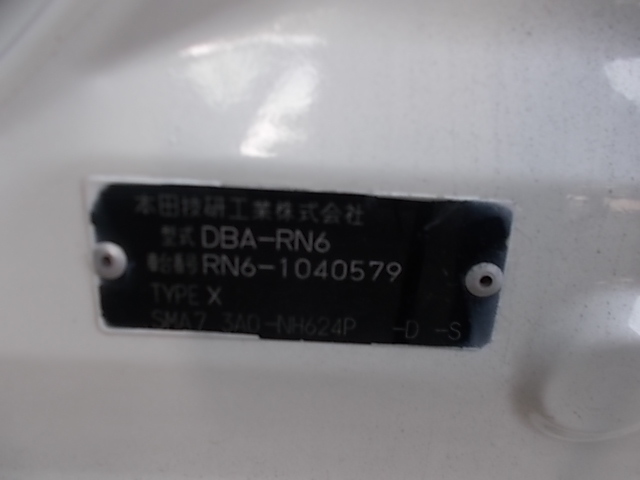 本田技研工業株式会社
型式 DBA-RN6
車台番号 RN6-1040579
TYPE X
SMA7 3AD-NH624P -D -S